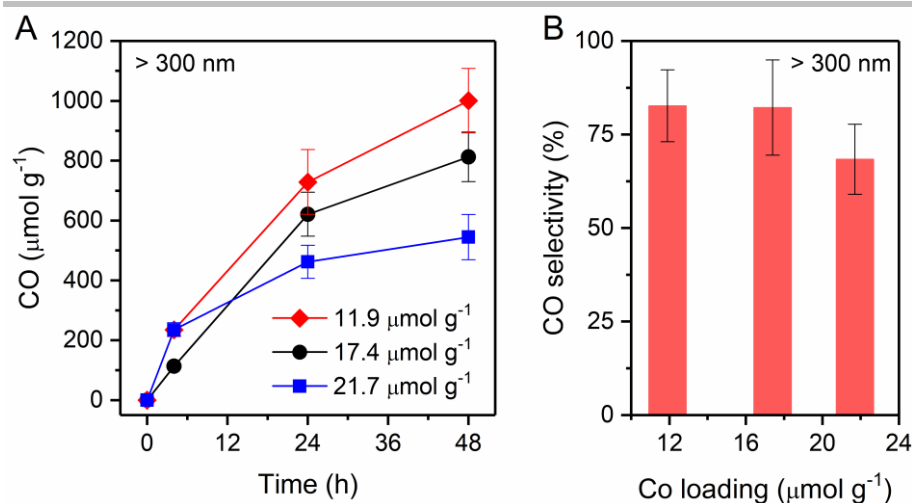 A
> 300 nm
CO (μmol g⁻¹)
1200
1000
800
600
400
200
0
11.9 μmol g⁻¹
17.4 μmol g⁻¹
21.7 μmol g⁻¹
0 12 24 36 48
Time (h)
B
> 300 nm
CO selectivity (%)
100
75
50
25
0
12 16 20 24
Co loading (μmol g⁻¹)